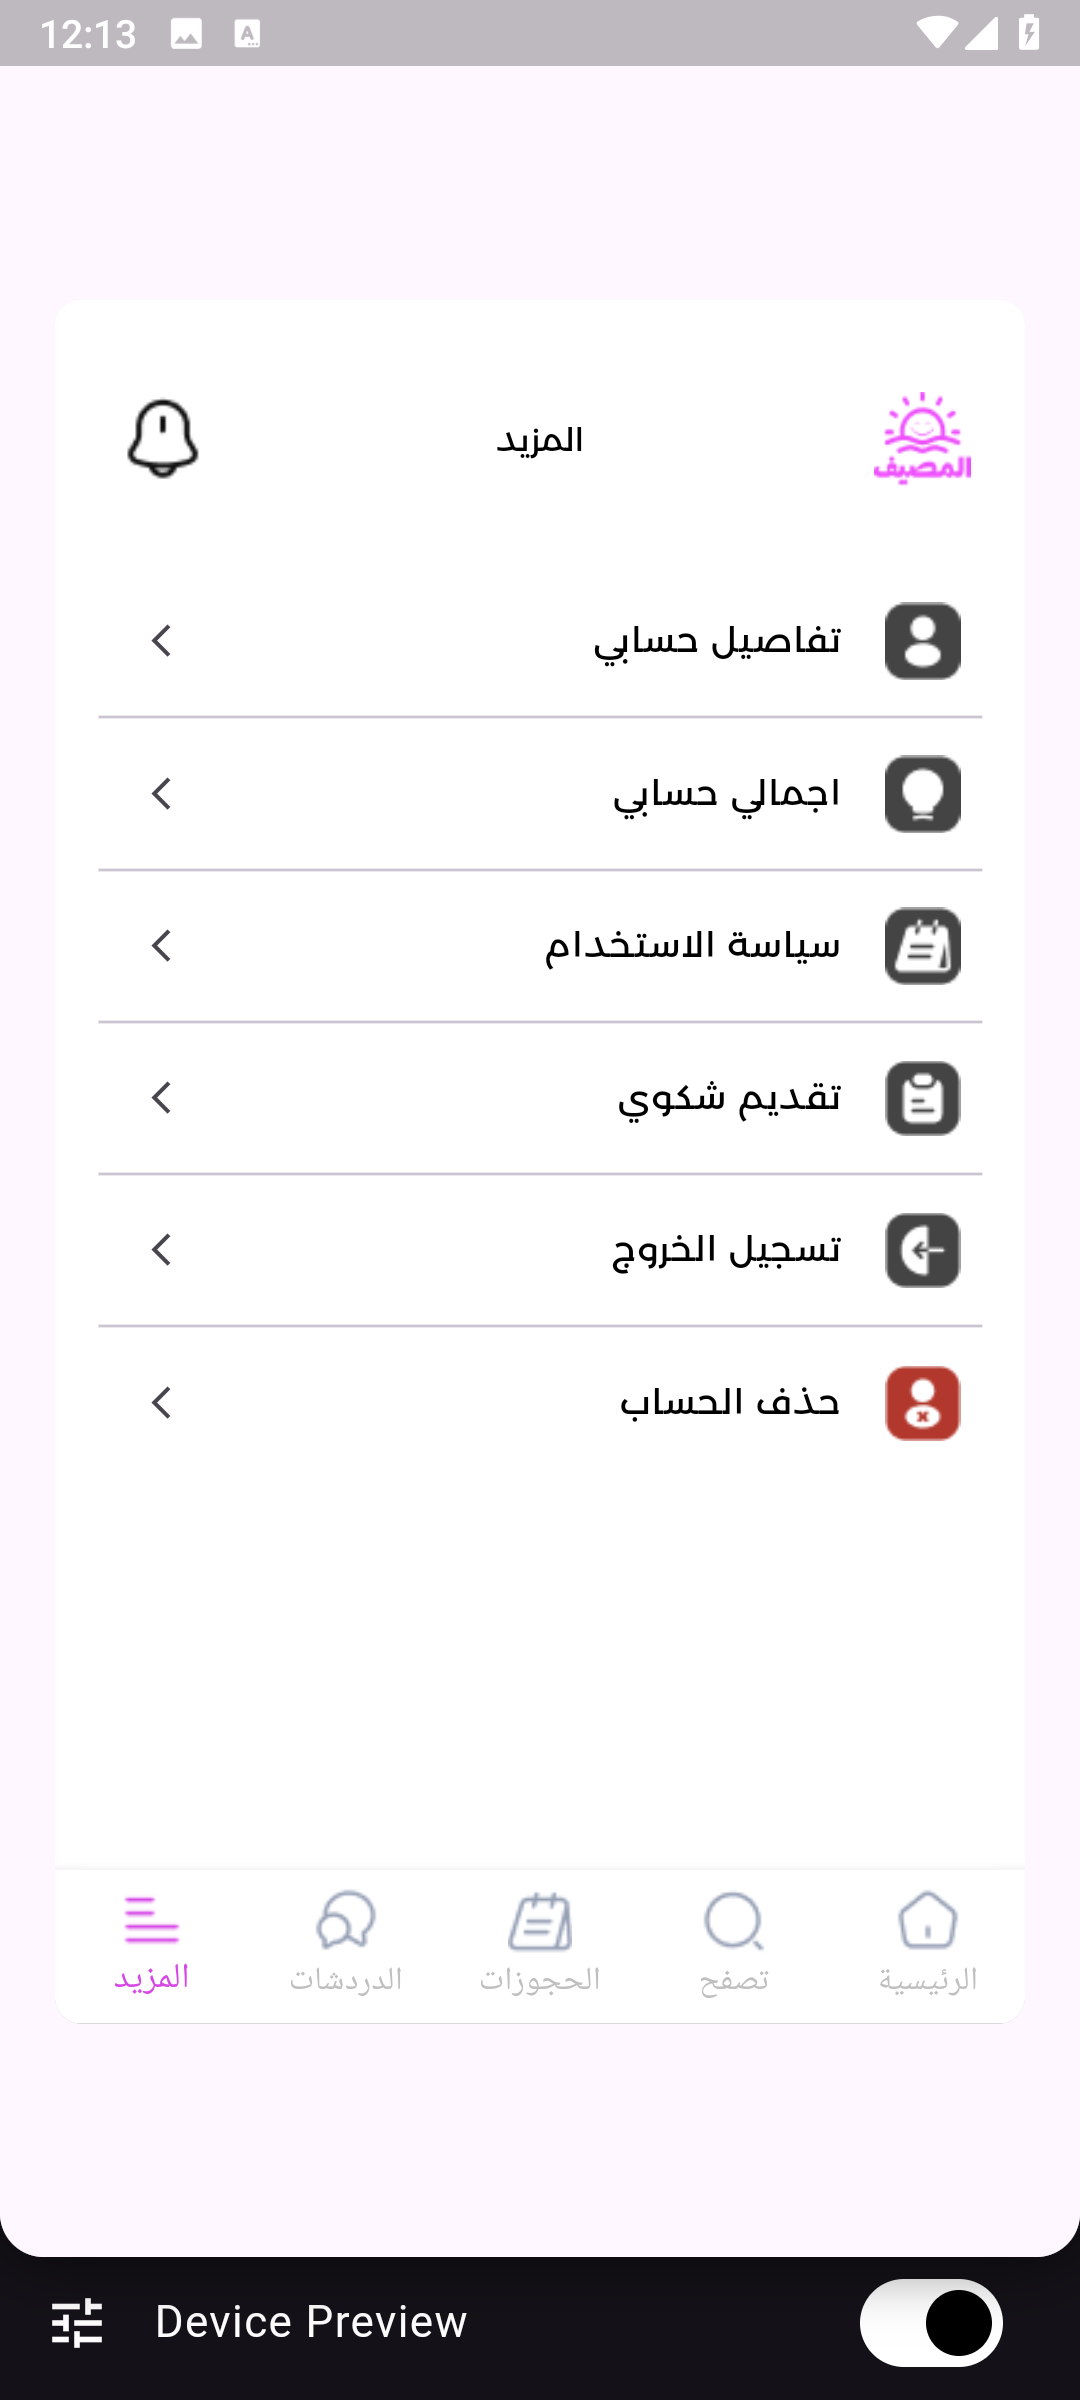 12:13
المصيف
المزيد
تفاصيل حسابي
اجمالي حسابي
سياسة الاستخدام
تقديم شكوي
تسجيل الخروج
حذف الحساب
الرئيسية
تصفح
الحجوزات
الدردشات
المزيد
Device Preview